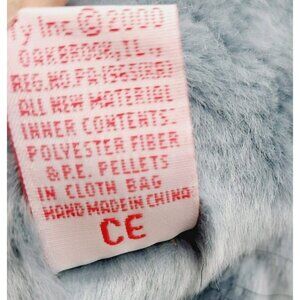 Ty Inc © 2000
OAKBROOK, IL.,
REG. NO PA-1965(KR)
ALL NEW MATERIAL
INNER CONTENTS:
POLYESTER FIBER
& P.E. PELLETS
IN CLOTH BAG
HAND MADE IN CHINA
CE